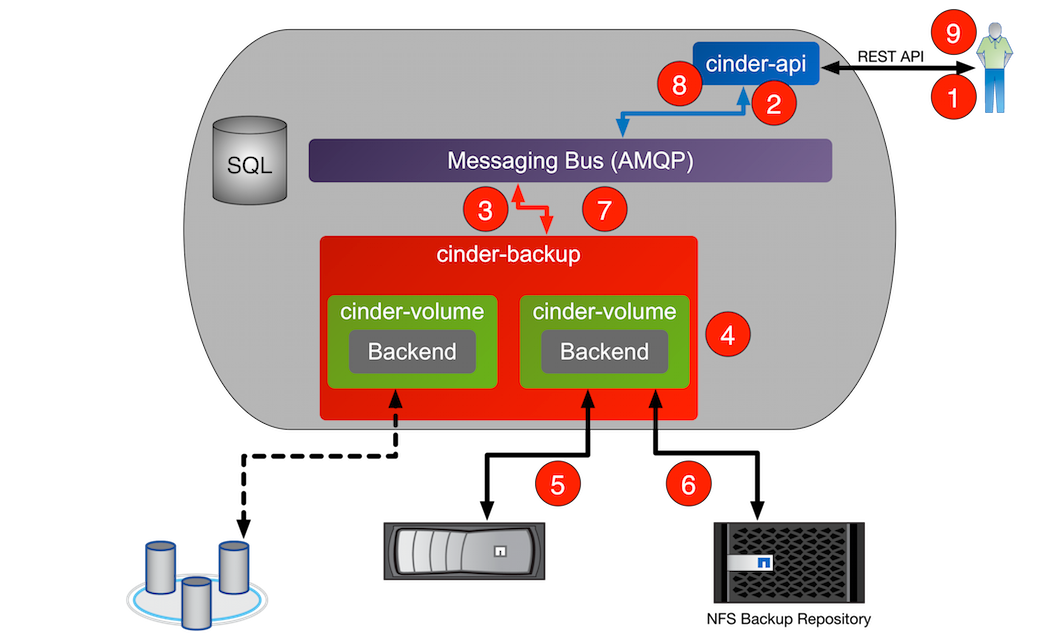 9
cinder-api
REST API
8
2
1
SQL
Messaging Bus (AMQP)
3
7
cinder-backup
cinder-volume
cinder-volume
4
Backend
Backend
5
6
NFS Backup Repository